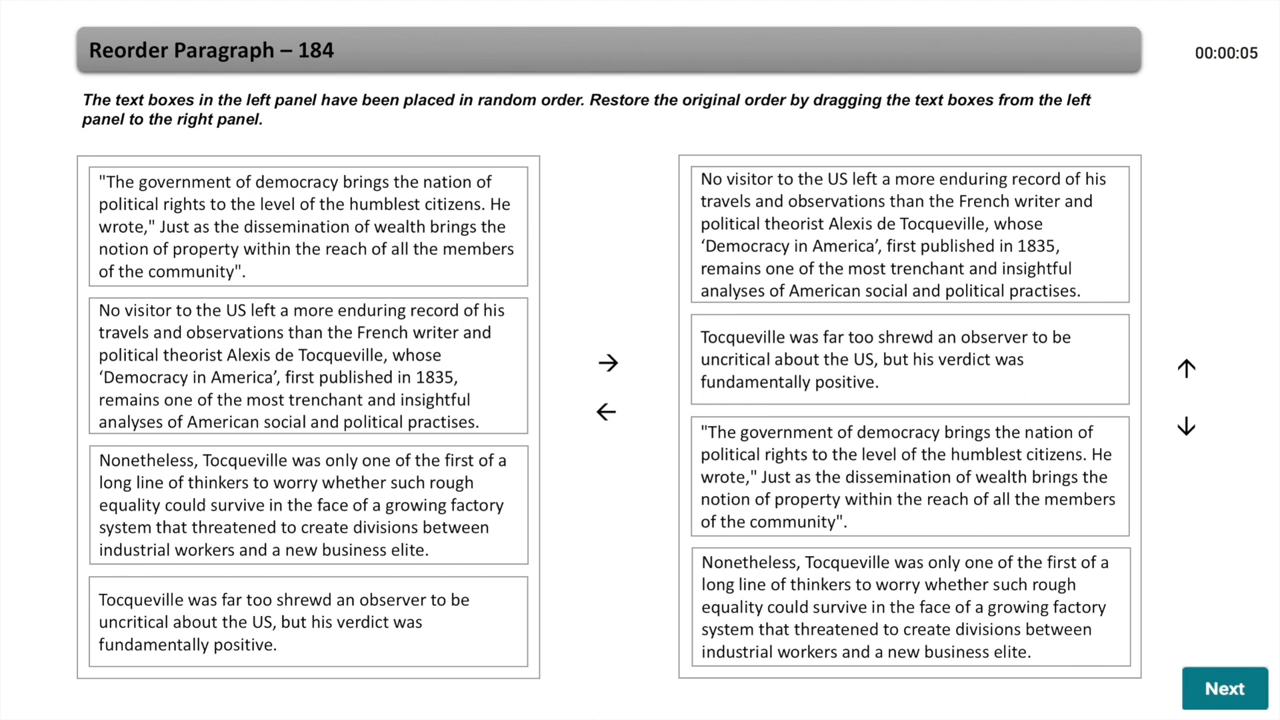 Reorder Paragraph – 184
00:00:05
The text boxes in the left panel have been placed in random order. Restore the original order by dragging the text boxes from the left
panel to the right panel.
"The government of democracy brings the nation of
political rights to the level of the humblest citizens. He
wrote," Just as the dissemination of wealth brings the
notion of property within the reach of all the members
of the community".
No visitor to the US left a more enduring record of his
travels and observations than the French writer and
political theorist Alexis de Tocqueville, whose
‘Democracy in America’, first published in 1835,
remains one of the most trenchant and insightful
analyses of American social and political practises.
Nonetheless, Tocqueville was only one of the first of a
long line of thinkers to worry whether such rough
equality could survive in the face of a growing factory
system that threatened to create divisions between
industrial workers and a new business elite.
Tocqueville was far too shrewd an observer to be
uncritical about the US, but his verdict was
fundamentally positive.
No visitor to the US left a more enduring record of his
travels and observations than the French writer and
political theorist Alexis de Tocqueville, whose
‘Democracy in America’, first published in 1835,
remains one of the most trenchant and insightful
analyses of American social and political practises.
Tocqueville was far too shrewd an observer to be
uncritical about the US, but his verdict was
fundamentally positive.
"The government of democracy brings the nation of
political rights to the level of the humblest citizens. He
wrote," Just as the dissemination of wealth brings the
notion of property within the reach of all the members
of the community".
Nonetheless, Tocqueville was only one of the first of a
long line of thinkers to worry whether such rough
equality could survive in the face of a growing factory
system that threatened to create divisions between
industrial workers and a new business elite.
Next